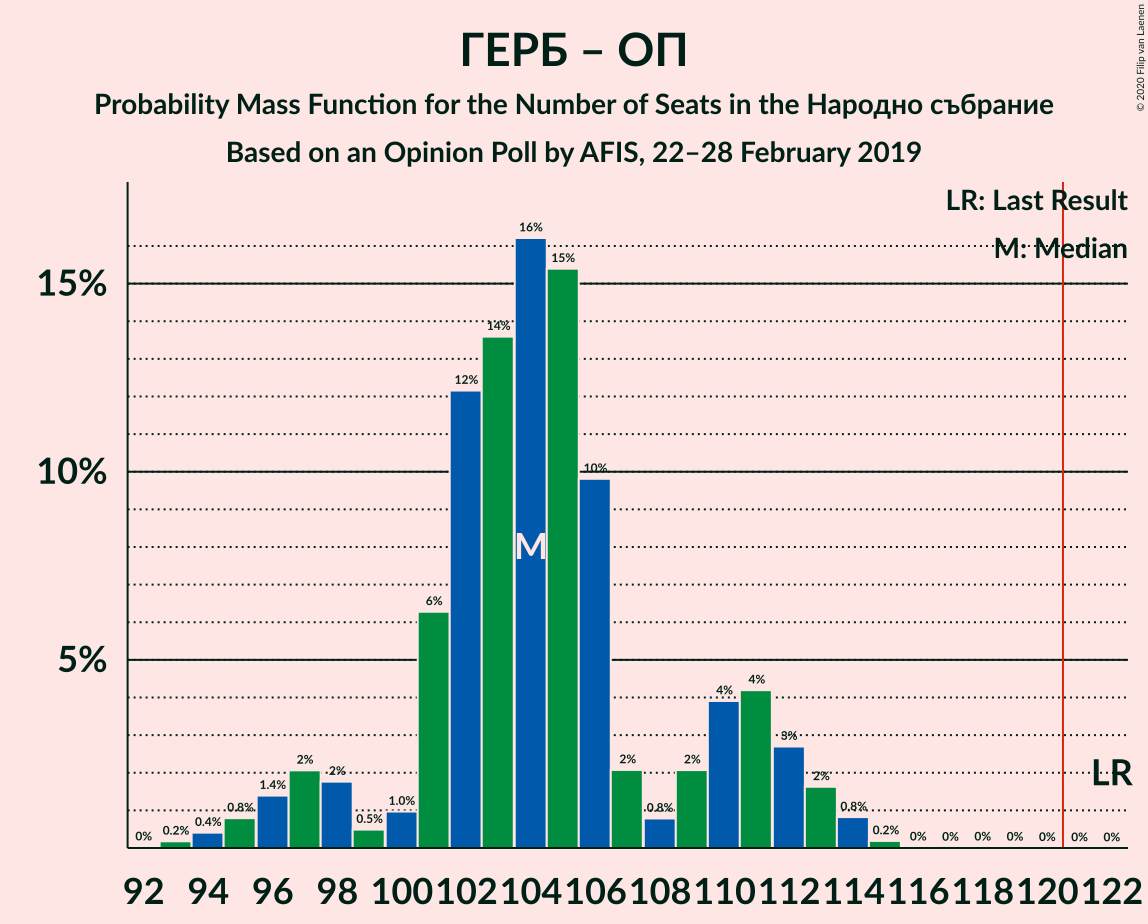 ГЕРБ – ОП
Probability Mass Function for the Number of Seats in the Народно събрание
Based on an Opinion Poll by AFIS, 22–28 February 2019
© 2020 Filip van Laenen
LR: Last Result
M: Median
15%
10%
5%
0% 0.2% 0.4% 0.8% 1.4% 2% 2% 0.5% 1.0% 6% 12% 14% 16% 15% 10% 2% 0.8% 2% 4% 4% 3% 2% 0.8% 0.2% 0% 0% 0% 0% 0% 0% 0%
M
LR
92 94 96 98 100 102 104 106 108 110 112 114 116 118 120 122